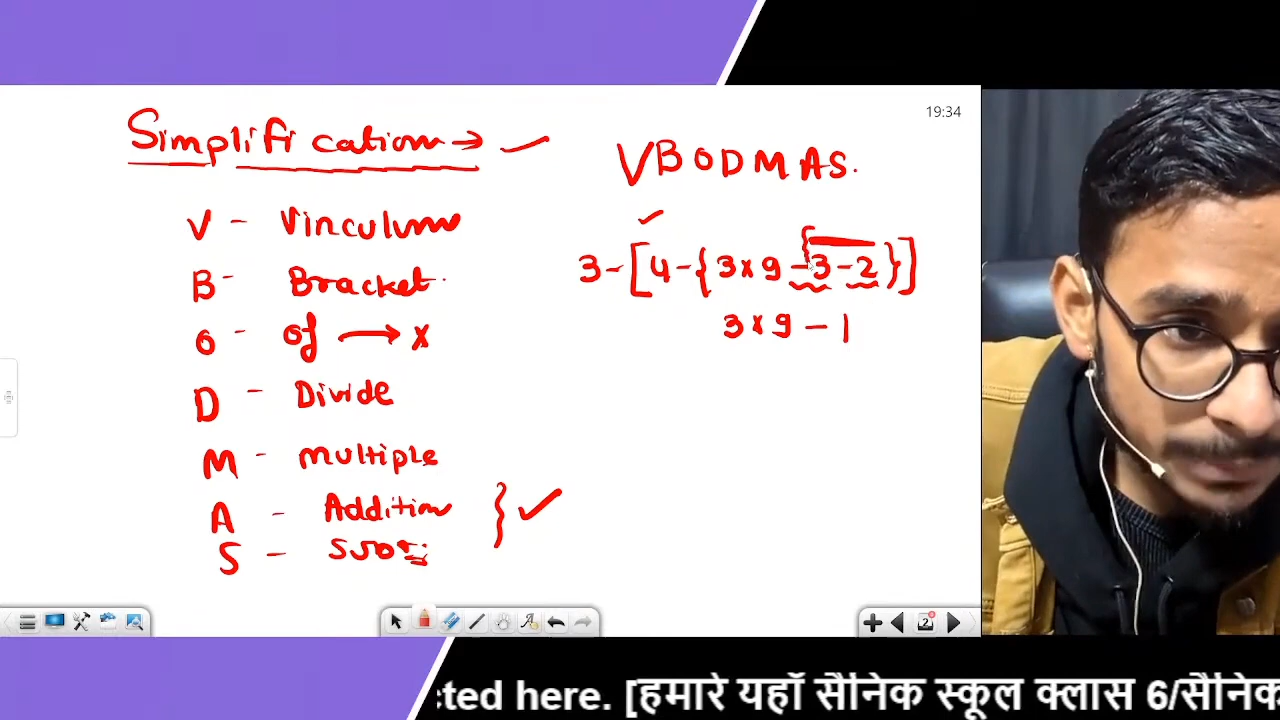 19:34
Simplification →
VBODMAS.
V - Vinculum
3-[4-{3×9-3-2}]
B - Bracket.
3×9-1
O - Of → ×
D - Divide
M - Multiple
A - Addition
S -
2
cted here. [हमारे यहाँ सैनिक स्कूल क्लास 6/सैनिक